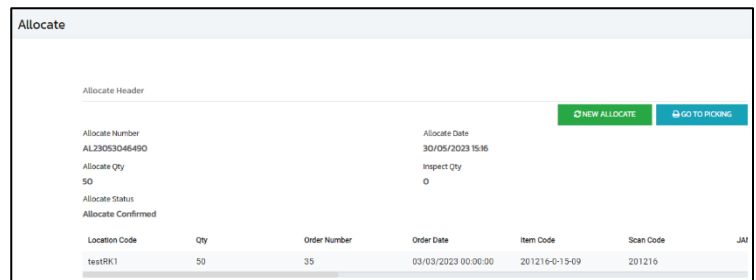 Allocate
Allocate Header
NEW ALLOCATE GO TO PICKING
Allocate Number Allocate Date
AL23053046490 30/05/2023 15:16
Allocate Qty Inspect Qty
50 0
Allocate Status
Allocate Confirmed
Location Code Qty Order Number Order Date Item Code Scan Code JAN
testRK1 50 35 03/03/2023 00:00:00 201216-0-15-09 201216